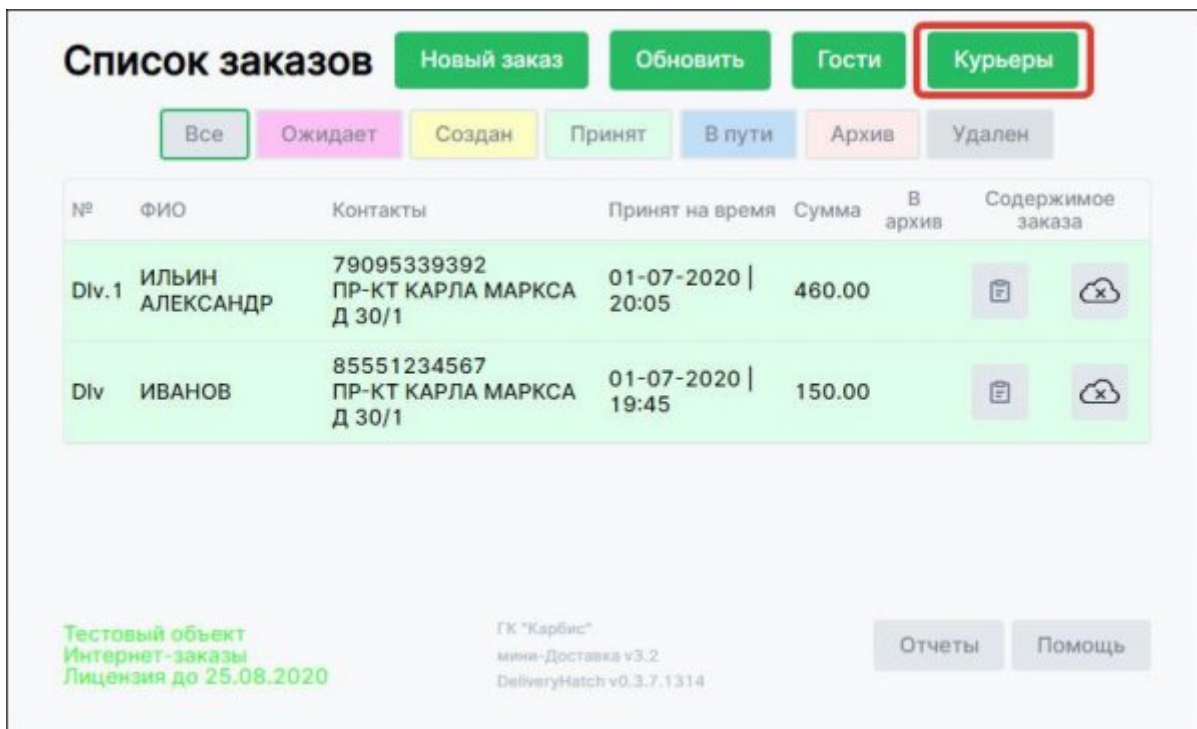 Список заказов Новый заказ Обновить Гости Курьеры
Все Ожидает Создан Принят В пути Архив Удален
№ ФИО Контакты Принят на время Сумма В архив Содержимое заказа
Dlv.1 ИЛЬИН АЛЕКСАНДР 79095339392 ПР-КТ КАРЛА МАРКСА Д 30/1 01-07-2020 | 20:05 460.00
Dlv ИВАНОВ 85551234567 ПР-КТ КАРЛА МАРКСА Д 30/1 01-07-2020 | 19:45 150.00
Тестовый объект
Интернет-заказы
Лицензия до 25.08.2020
ГК "Карбис"
мини-Доставка v3.2
DeliveryHatch v0.3.7.1314
Отчеты Помощь